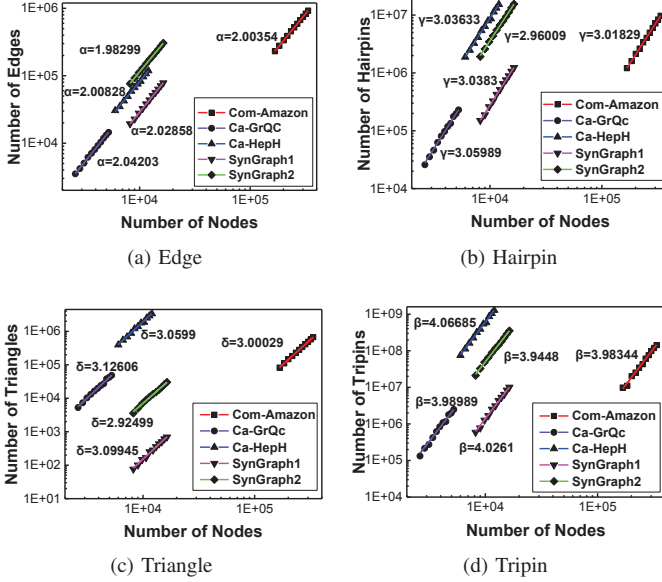 1E+06
1E+05
1E+04
Number of Edges
α=1.98299
α=2.00354
α=2.00828
α=2.02858
α=2.04203
Com-Amazon
Ca-GrQc
Ca-HepH
SynGraph1
SynGraph2
1E+04
1E+05
Number of Nodes
(a) Edge
1E+07
1E+06
1E+05
1E+04
Number of Hairpins
γ=3.03633
γ=2.96009
γ=3.01829
γ=3.0383
γ=3.05989
Com-Amazon
Ca-GrQc
Ca-HepH
SynGraph1
SynGraph2
1E+04
1E+05
Number of Nodes
(b) Hairpin
1E+06
1E+05
1E+04
1E+03
1E+02
1E+01
Number of Triangles
δ=3.0599
δ=3.00029
δ=3.12606
δ=2.92499
δ=3.09945
Com-Amazon
Ca-GrQc
Ca-HepH
SynGraph1
SynGraph2
1E+04
1E+05
Number of Nodes
(c) Triangle
1E+09
1E+08
1E+07
1E+06
1E+05
1E+04
Number of Tripins
β=4.06685
β=3.9448
β=3.98344
β=3.98989
β=4.0261
Com-Amazon
Ca-GrQc
Ca-HepH
SynGraph1
SynGraph2
1E+04
1E+05
Number of Nodes
(d) Tripin